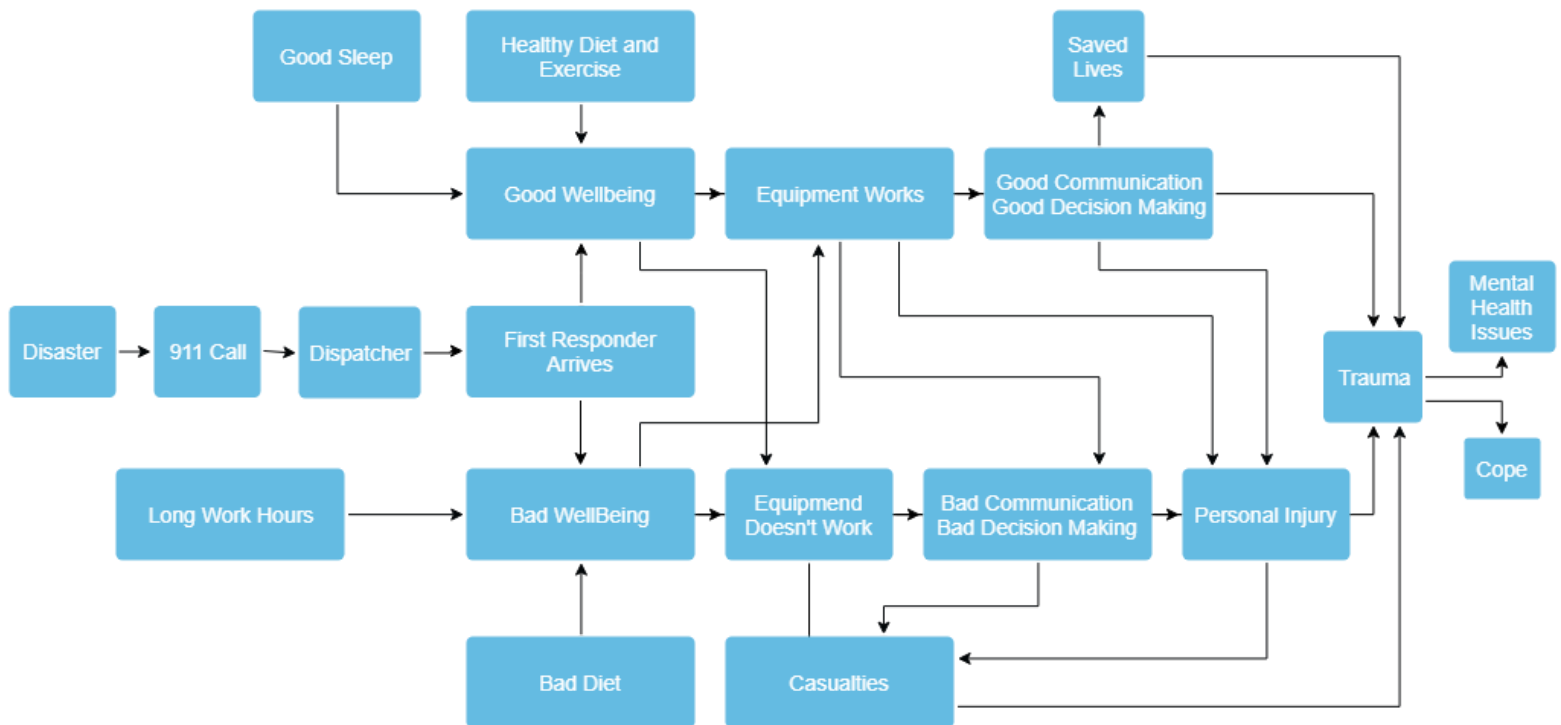 Good Sleep
Healthy Diet and
Exercise
Saved
Lives
Good Wellbeing
Equipment Works
Good Communication
Good Decision Making
Mental
Health
Issues
Disaster
911 Call
Dispatcher
First Responder
Arrives
Trauma
Cope
Long Work Hours
Bad WellBeing
Equipmend
Doesn't Work
Bad Communication
Bad Decision Making
Personal Injury
Bad Diet
Casualties